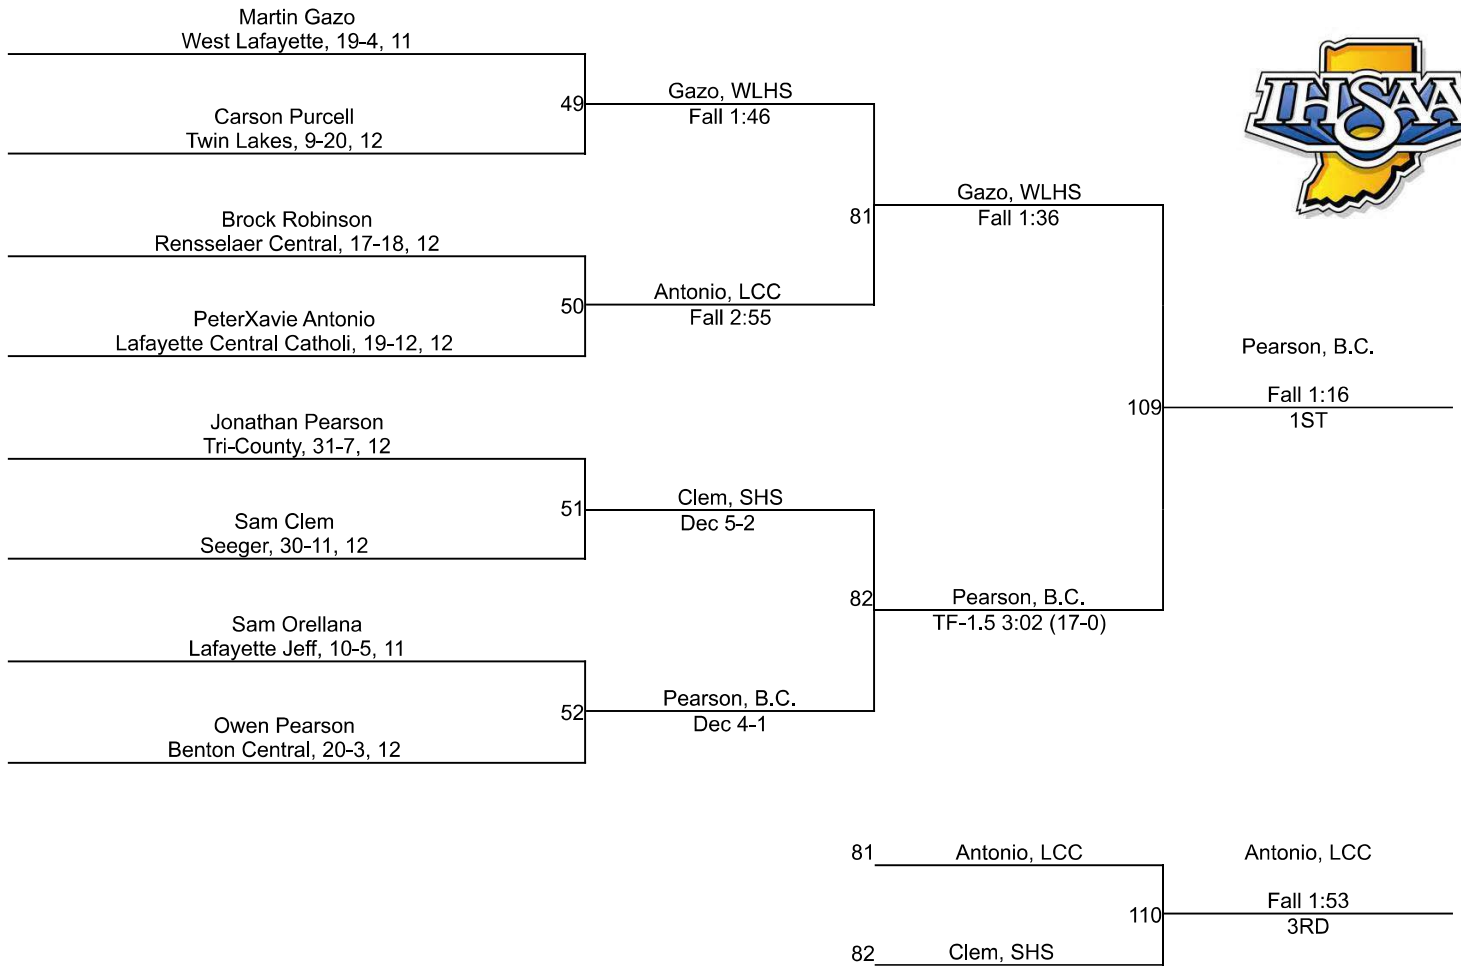 Martin Gazo
West Lafayette, 19-4, 11
49
Carson Purcell
Twin Lakes, 9-20, 12
Gazo, WLHS
Fall 1:46
81
Brock Robinson
Rensselaer Central, 17-18, 12
50
PeterXavie Antonio
Lafayette Central Catholi, 19-12, 12
Antonio, LCC
Fall 2:55
Gazo, WLHS
Fall 1:36
IHSAA
Jonathan Pearson
Tri-County, 31-7, 12
51
Sam Clem
Seeger, 30-11, 12
Clem, SHS
Dec 5-2
82
Sam Orellana
Lafayette Jeff, 10-5, 11
52
Owen Pearson
Benton Central, 20-3, 12
Pearson, B.C.
Dec 4-1
Pearson, B.C.
TF-1.5 3:02 (17-0)
109
Pearson, B.C.
Fall 1:16
1ST
81
Antonio, LCC
110
82
Clem, SHS
Antonio, LCC
Fall 1:53
3RD